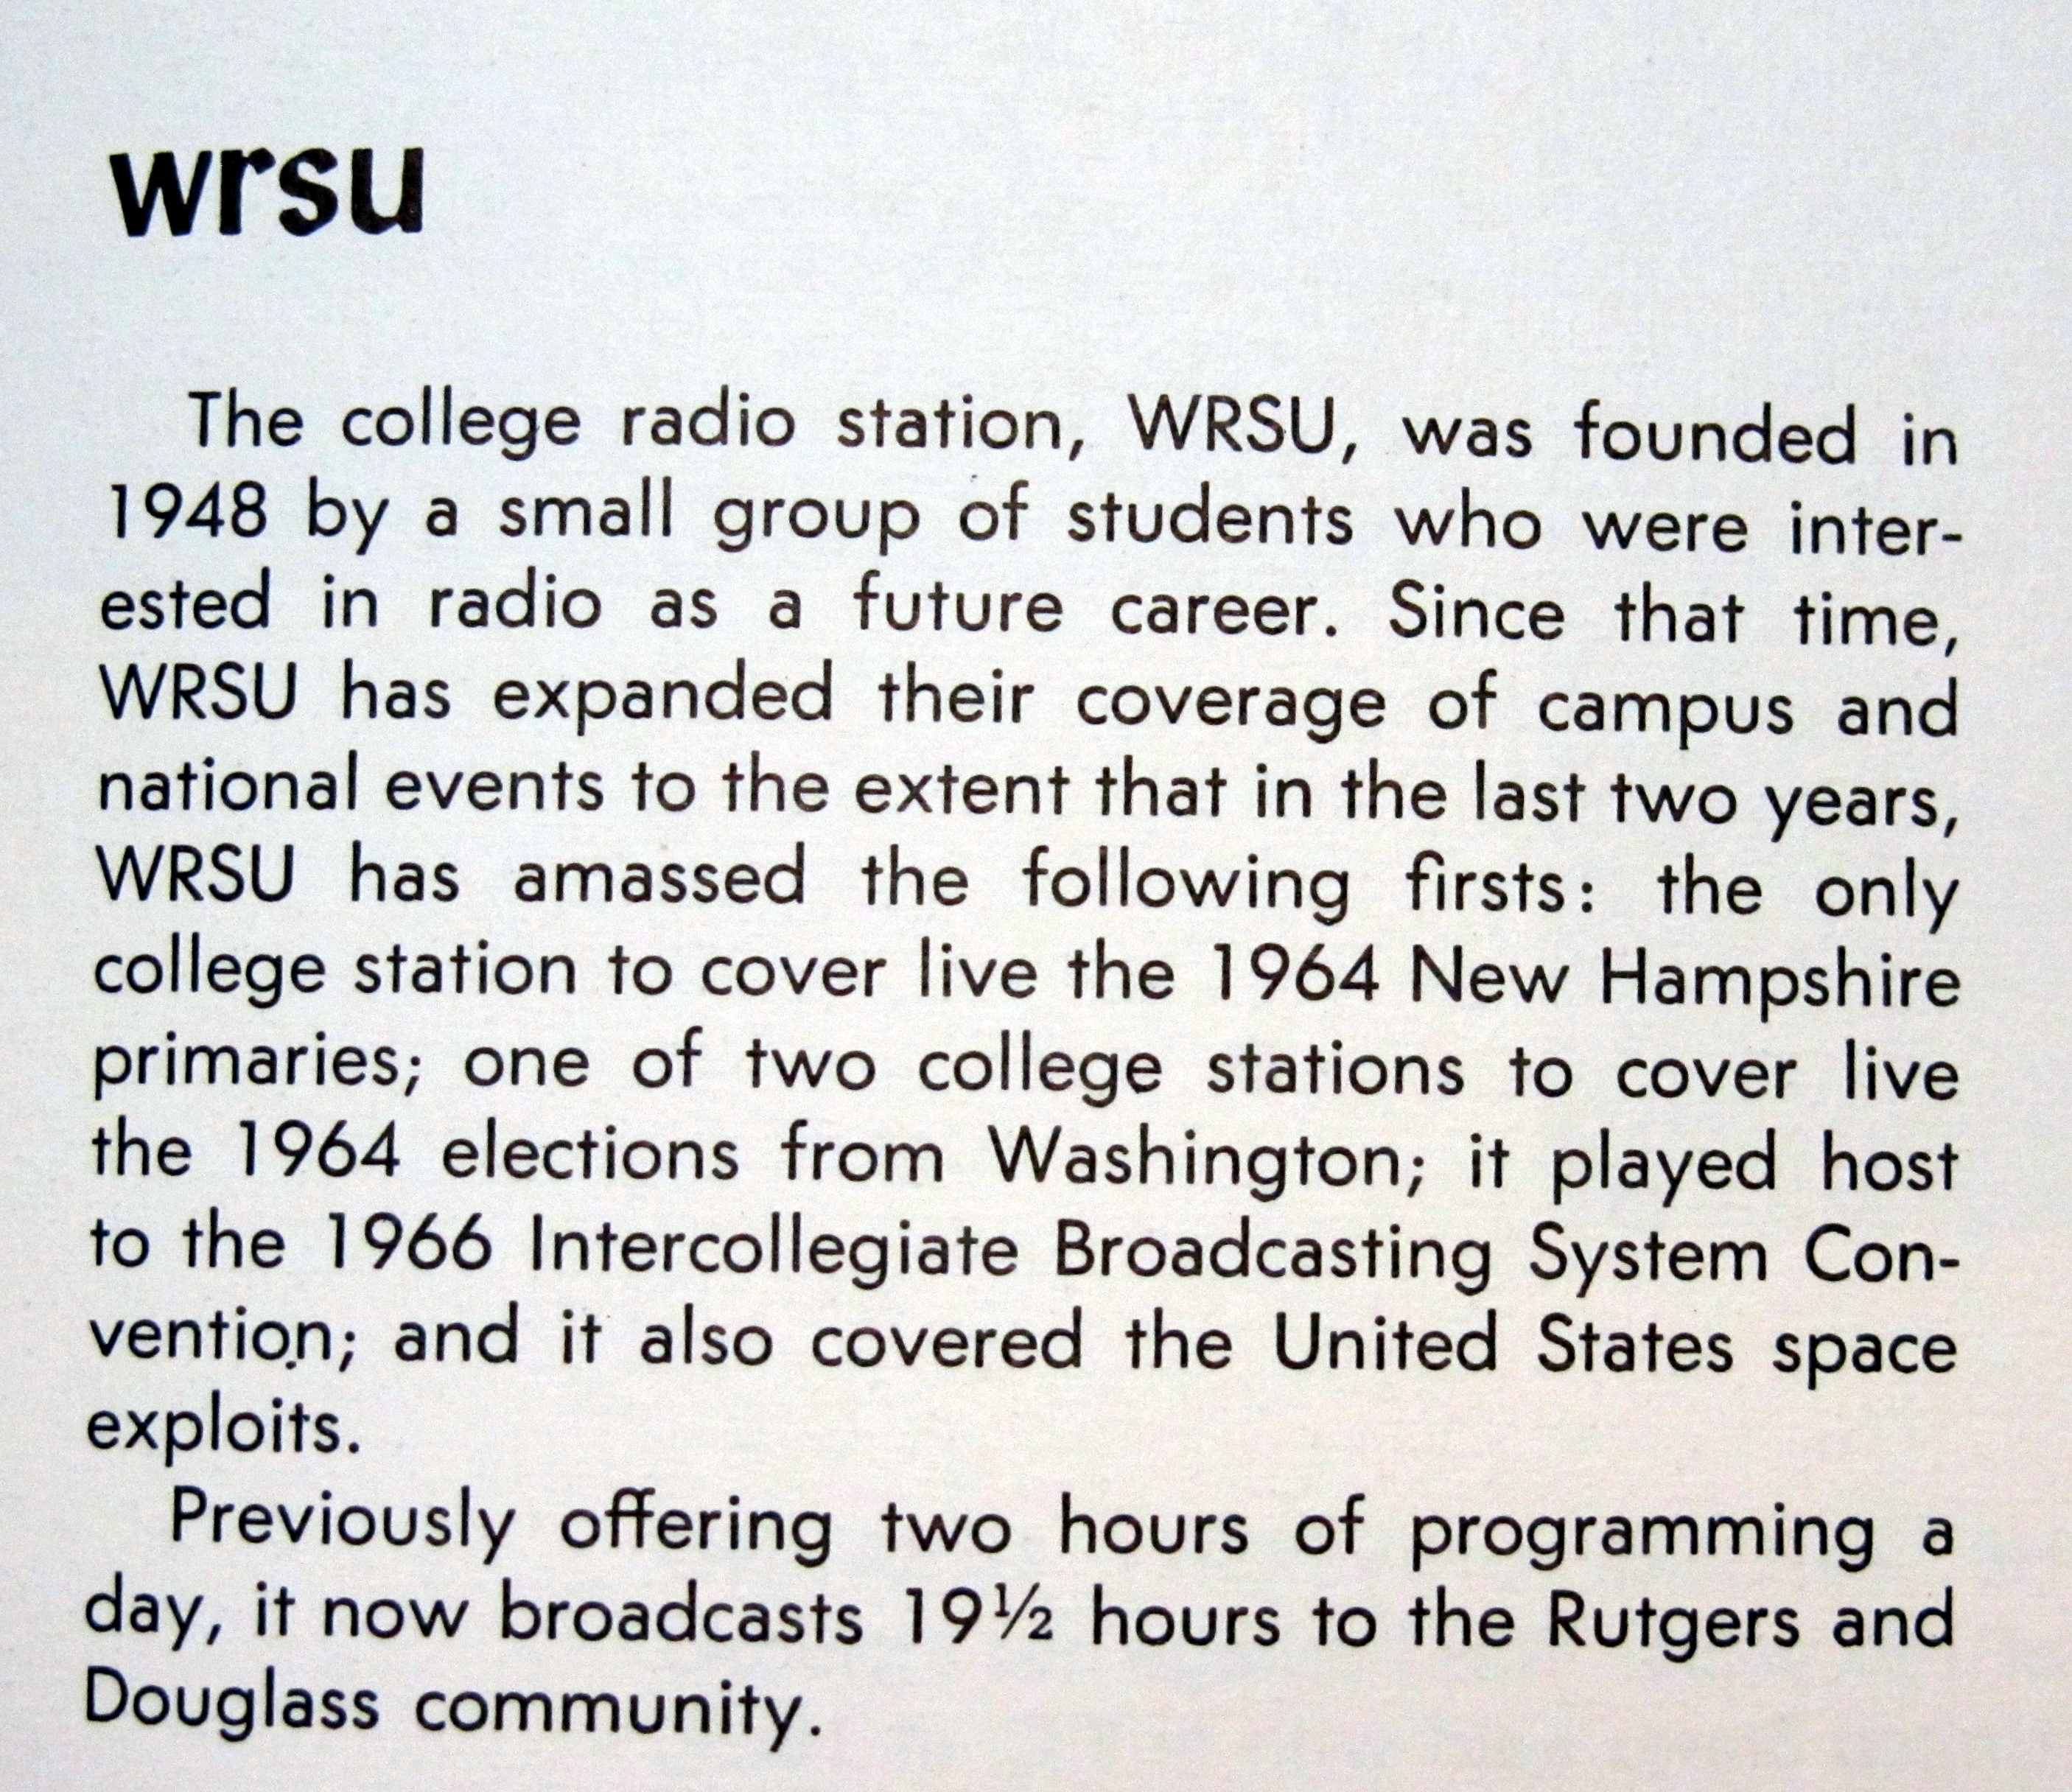 wrsu
The college radio station, WRSU, was founded in
1948 by a small group of students who were inter-
ested in radio as a future career. Since that time,
WRSU has expanded their coverage of campus and
national events to the extent that in the last two years,
WRSU has amassed the following firsts: the only
college station to cover live the 1964 New Hampshire
primaries; one of two college stations to cover live
the 1964 elections from Washington; it played host
to the 1966 Intercollegiate Broadcasting System Con-
vention; and it also covered the United States space
exploits.
Previously offering two hours of programming a
day, it now broadcasts 19½ hours to the Rutgers and
Douglass community.